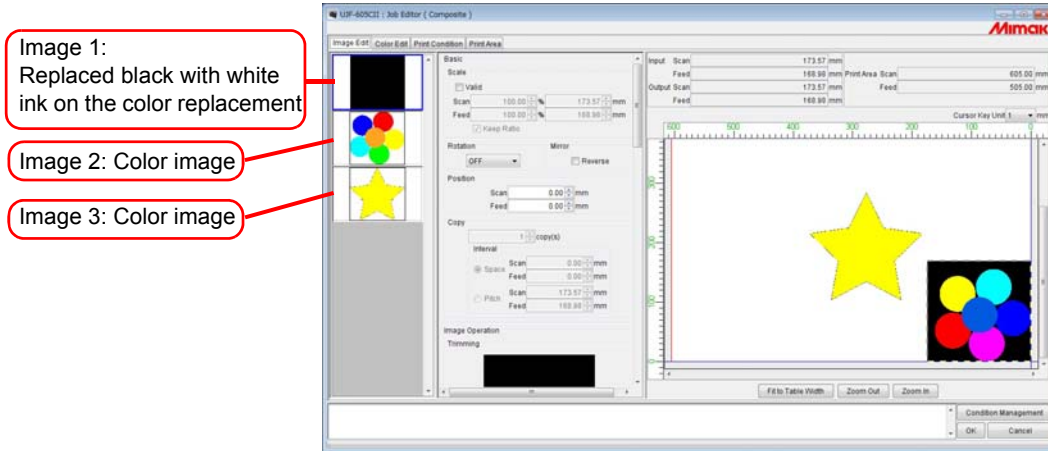 UJF-605CII : Job Editor ( Composite )
Mimaki
Image Edit Color Edit Print Condition Print Area
Image 1:
Replaced black with white
ink on the color replacement
Image 2: Color image
Image 3: Color image
Basic
Scale
Valid
Scan 100.00 % 173.57 mm
Feed 100.00 % 168.98 mm
Keep Ratio
Rotation Mirror
OFF Reverse
Position
Scan 0.00 mm
Feed 0.00 mm
Copy
1 copy(s)
Interval
Space Scan 0.00 mm
Feed 0.00 mm
Pitch Scan 173.57 mm
Feed 168.98 mm
Image Operation
Trimming
Input Scan 173.57 mm
Feed 168.98 mm Print Area Scan 605.00 mm
Output Scan 173.57 mm Feed 505.00 mm
Feed 168.98 mm
Cursor Key Unit 1 mm
600 500 400 300 200 100 0
300
200
100
0
Fit to Table Width Zoom Out Zoom In
Condition Management
OK Cancel